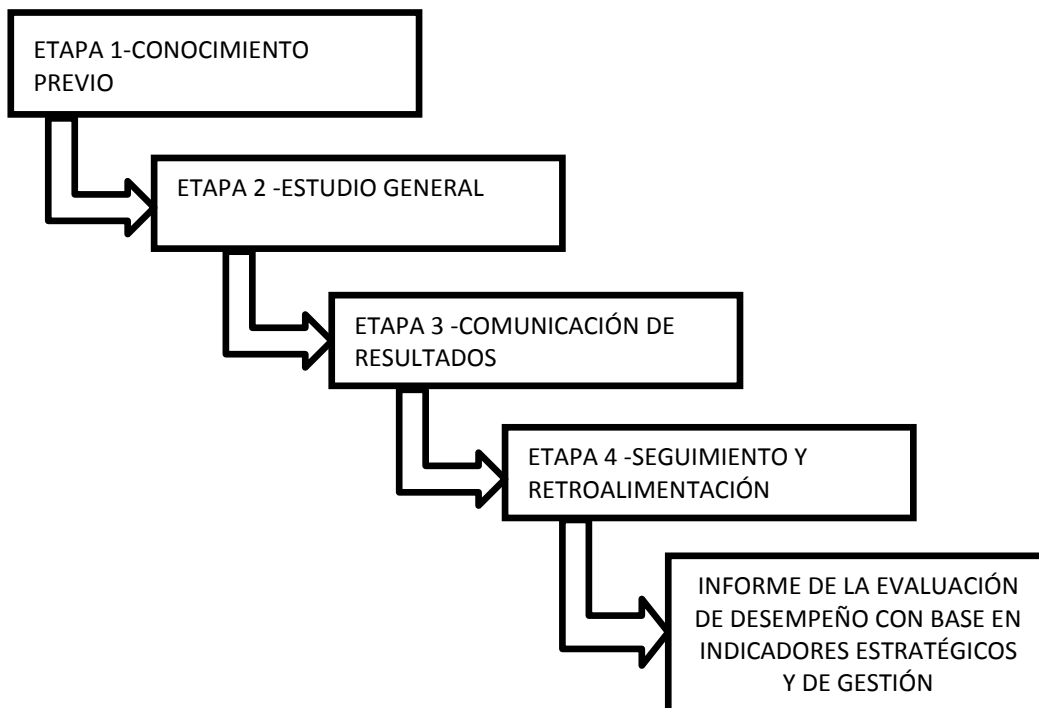 ETAPA 1-CONOCIMIENTO
PREVIO
ETAPA 2 -ESTUDIO GENERAL
ETAPA 3 -COMUNICACIÓN DE
RESULTADOS
ETAPA 4 -SEGUIMIENTO Y
RETROALIMENTACIÓN
INFORME DE LA EVALUACIÓN
DE DESEMPEÑO CON BASE EN
INDICADORES ESTRATÉGICOS
Y DE GESTIÓN